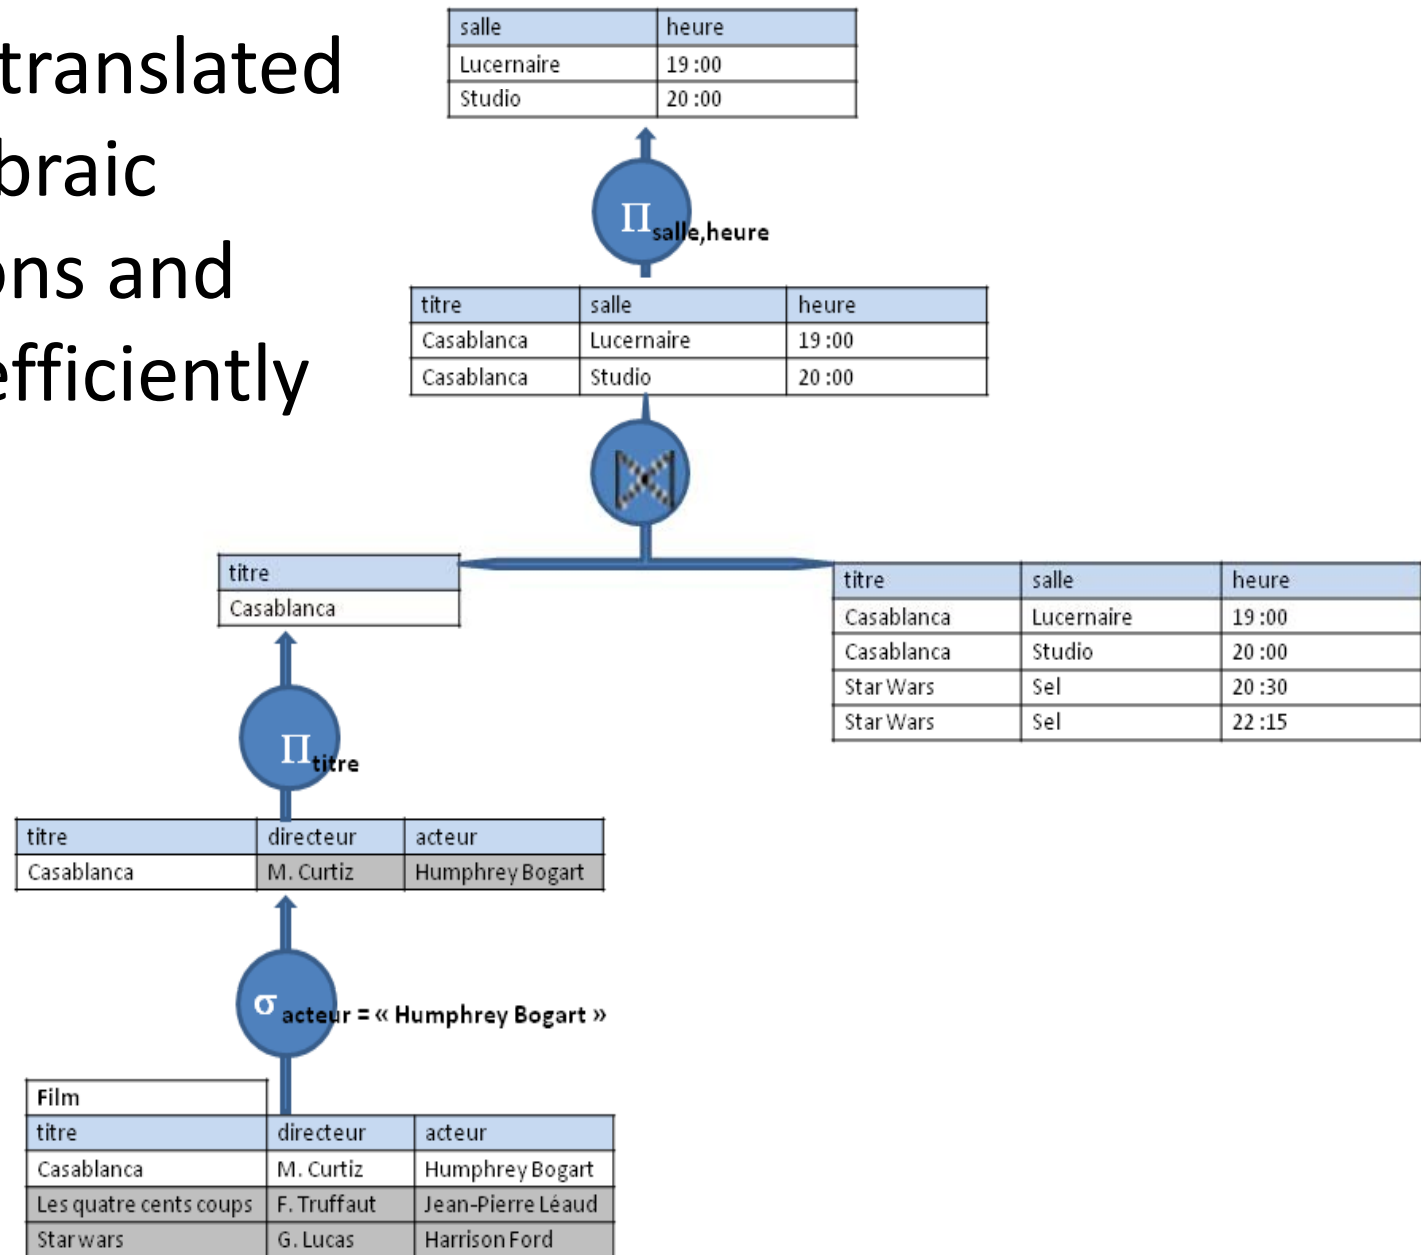 translated
braic
ons and
efficiently
salle heure
Lucernaire 19 :00
Studio 20 :00
Π salle,heure
titre salle heure
Casablanca Lucernaire 19 :00
Casablanca Studio 20 :00
titre
Casablanca
titre salle heure
Casablanca Lucernaire 19 :00
Casablanca Studio 20 :00
Star Wars Sel 20 :30
Star Wars Sel 22 :15
Π titre
titre directeur acteur
Casablanca M. Curtiz Humphrey Bogart
σ acteur = « Humphrey Bogart »
Film
titre directeur acteur
Casablanca M. Curtiz Humphrey Bogart
Les quatre cents coups F. Truffaut Jean-Pierre Léaud
Star wars G. Lucas Harrison Ford